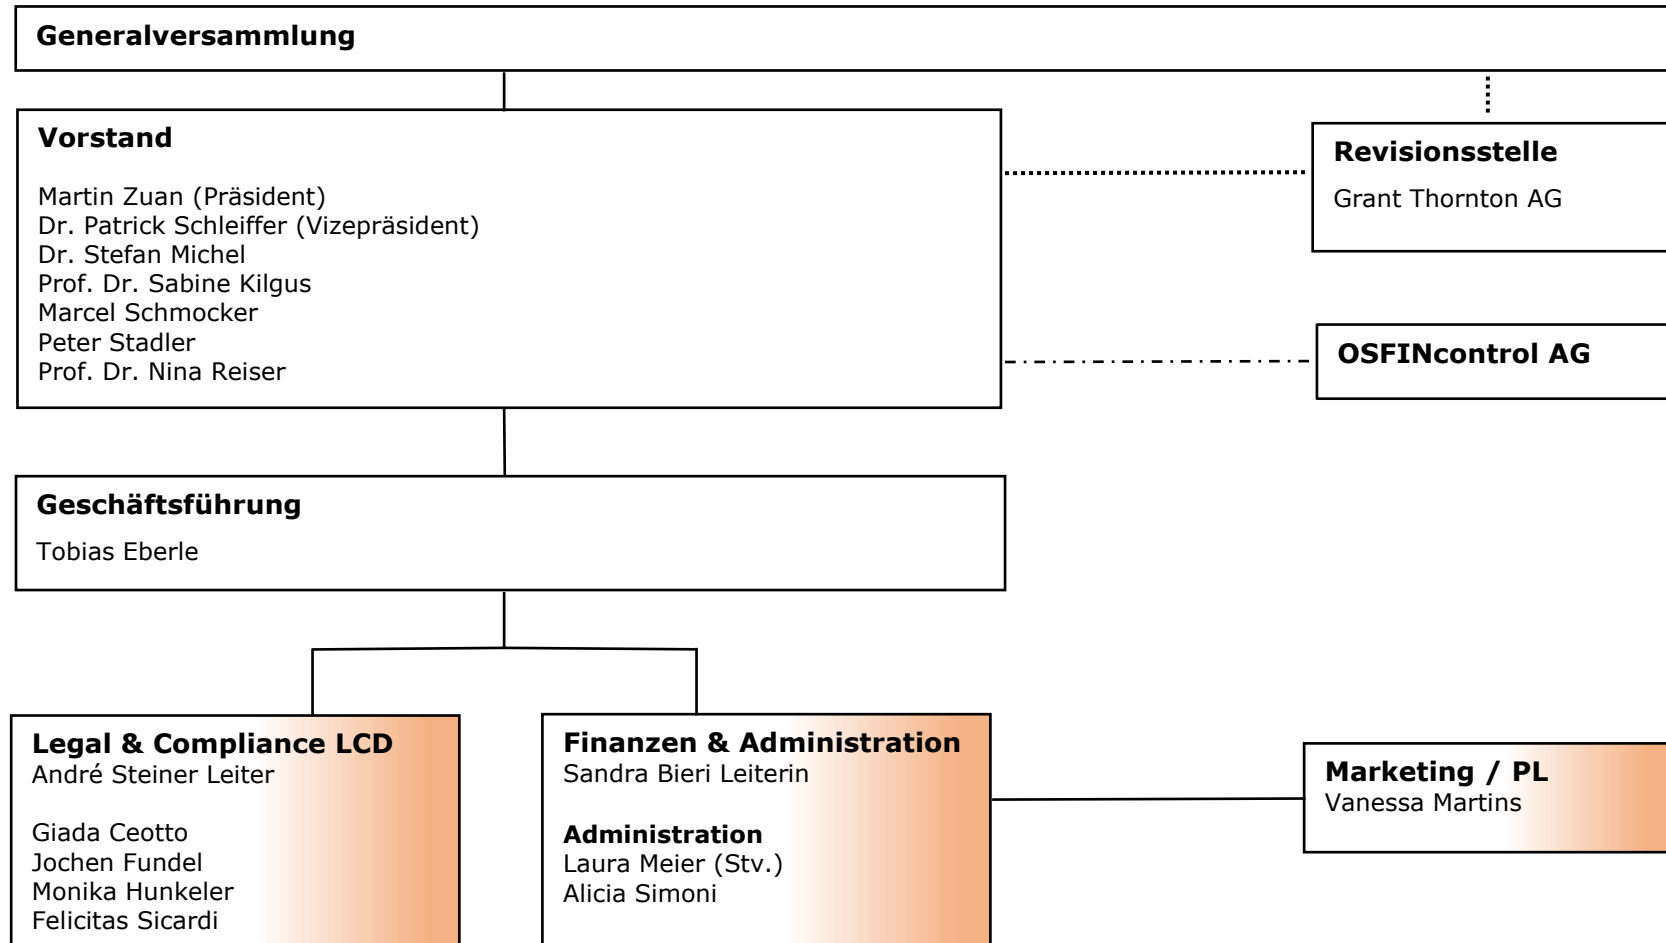 Generalversammlung
Vorstand
Martin Zuan (Präsident)
Dr. Patrick Schleiffer (Vizepräsident)
Dr. Stefan Michel
Prof. Dr. Sabine Kilgus
Marcel Schmocker
Peter Stadler
Prof. Dr. Nina Reiser
Revisionsstelle
Grant Thornton AG
OSFINcontrol AG
Geschäftsführung
Tobias Eberle
Legal & Compliance LCD
André Steiner Leiter
Giada Ceotto
Jochen Fundel
Monika Hunkeler
Felicitas Sicardi
Finanzen & Administration
Sandra Bieri Leiterin
Administration
Laura Meier (Stv.)
Alicia Simoni
Marketing / PL
Vanessa Martins